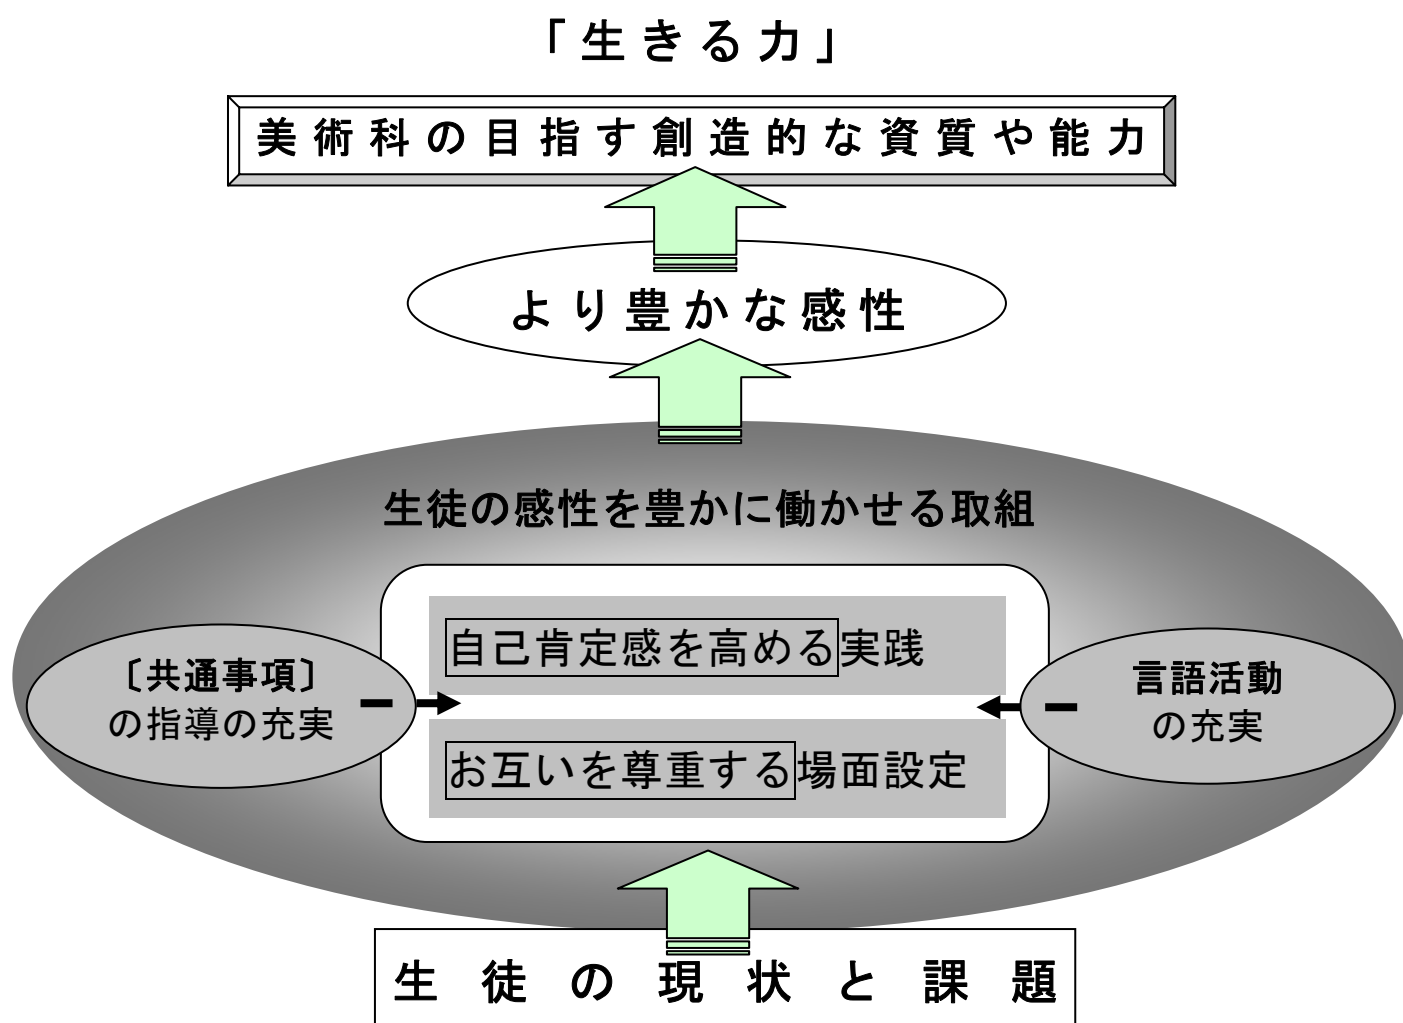 「生きる力」
美術科の目指す創造的な資質や能力
より豊かな感性
生徒の感性を豊かに働かせる取組
自己肯定感を高める実践
〔共通事項〕
の指導の充実
言語活動
の充実
お互いを尊重する場面設定
生徒の現状と課題